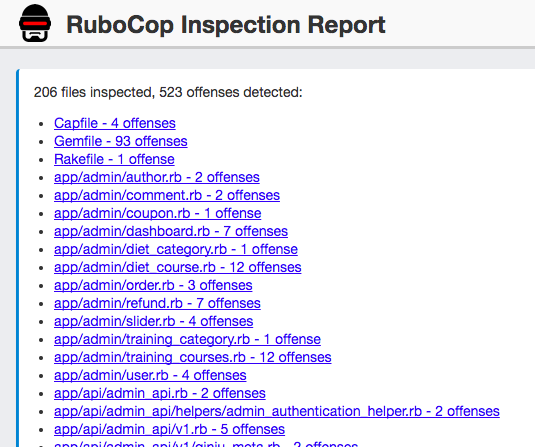 RuboCop Inspection Report
206 files inspected, 523 offenses detected:
Capfile - 4 offenses
Gemfile - 93 offenses
Rakefile - 1 offense
app/admin/author.rb - 2 offenses
app/admin/comment.rb - 2 offenses
app/admin/coupon.rb - 1 offense
app/admin/dashboard.rb - 7 offenses
app/admin/diet_category.rb - 1 offense
app/admin/diet_course.rb - 12 offenses
app/admin/order.rb - 3 offenses
app/admin/refund.rb - 7 offenses
app/admin/slider.rb - 4 offenses
app/admin/training_category.rb - 1 offense
app/admin/training_courses.rb - 12 offenses
app/admin/user.rb - 4 offenses
app/api/admin_api.rb - 2 offenses
app/api/admin_api/helpers/admin_authentication_helper.rb - 2 offenses
app/api/admin_api/v1.rb - 5 offenses